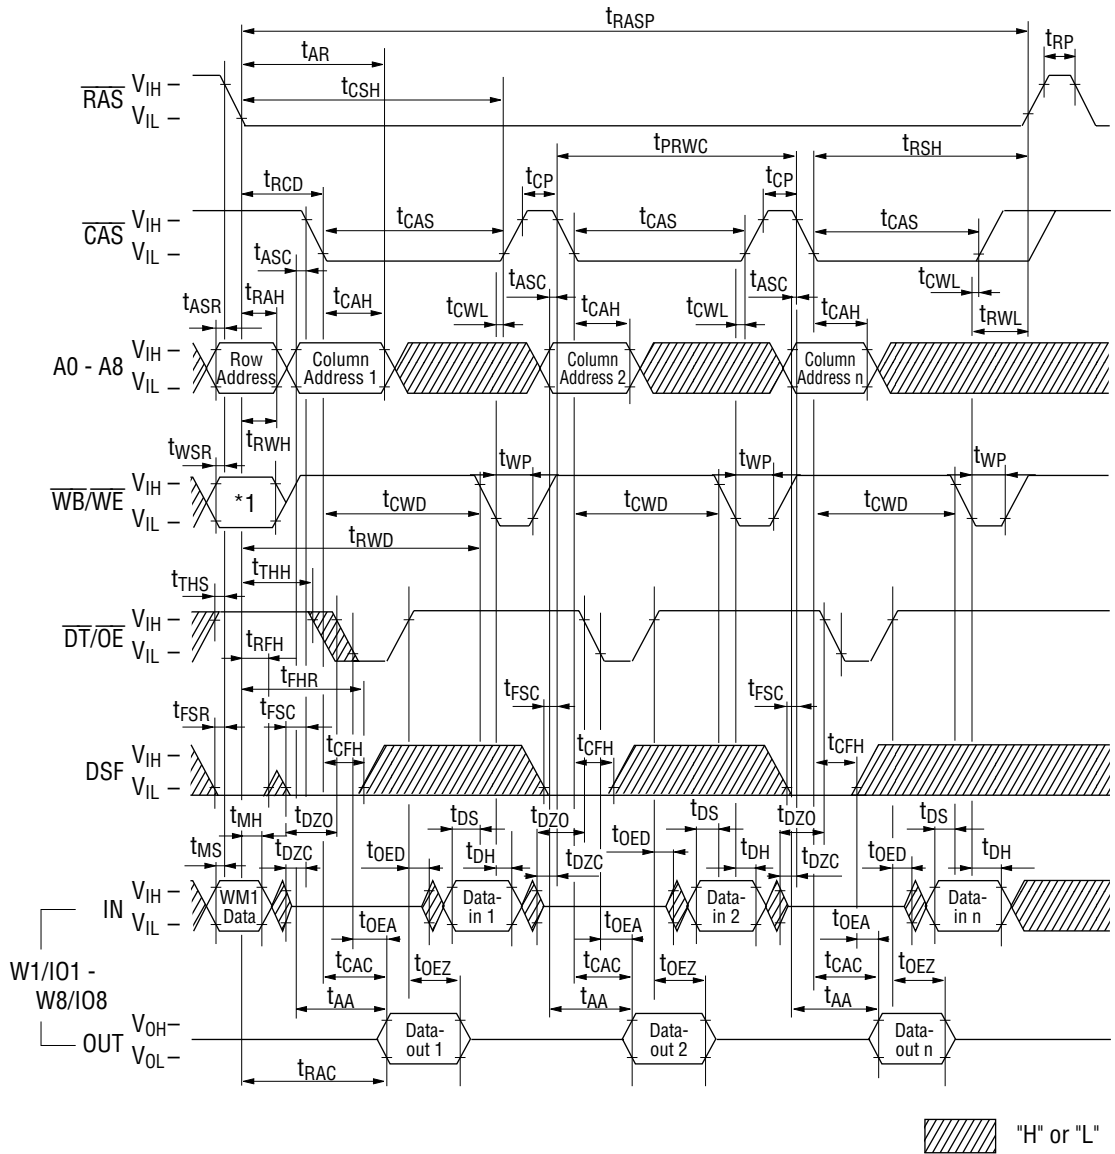 tRASP
tRP
tAR
tCSH
RAS VIH
VIL
tPRWC
tRSH
tRCD
tCP
tCP
CAS VIH
VIL
tCAS
tCAS
tCAS
tASC
tASC
tASC
tASR
tRAH
tCAH
tCWL
tCAH
tCWL
tCAH
tCWL
tRWL
A0 - A8 VIH
VIL
Row Address
Column Address 1
Column Address 2
Column Address n
tRWH
tWSR
tWP
tWP
tWP
WB/WE VIH
VIL
*1
tCWD
tCWD
tCWD
tRWD
tTHH
tTHS
DT/OE VIH
VIL
tRFH
tFHR
tFSR
tFSC
tFSC
tFSC
tCFH
tCFH
tCFH
DSF VIH
VIL
tMH
tDZO
tDS
tDZO
tDS
tDZO
tDS
tMS
tDZC
tOED
tDH
tDZC
tOED
tDH
tDZC
tOED
tDH
IN VIH
VIL
WM1 Data
Data-in 1
Data-in 2
Data-in n
tOEA
tOEA
tOEA
W1/IO1 -
W8/IO8
tCAC
tOEZ
tCAC
tOEZ
tCAC
tOEZ
tAA
tAA
tAA
OUT VOH
VOL
Data-out 1
Data-out 2
Data-out n
tRAC
"H" or "L"